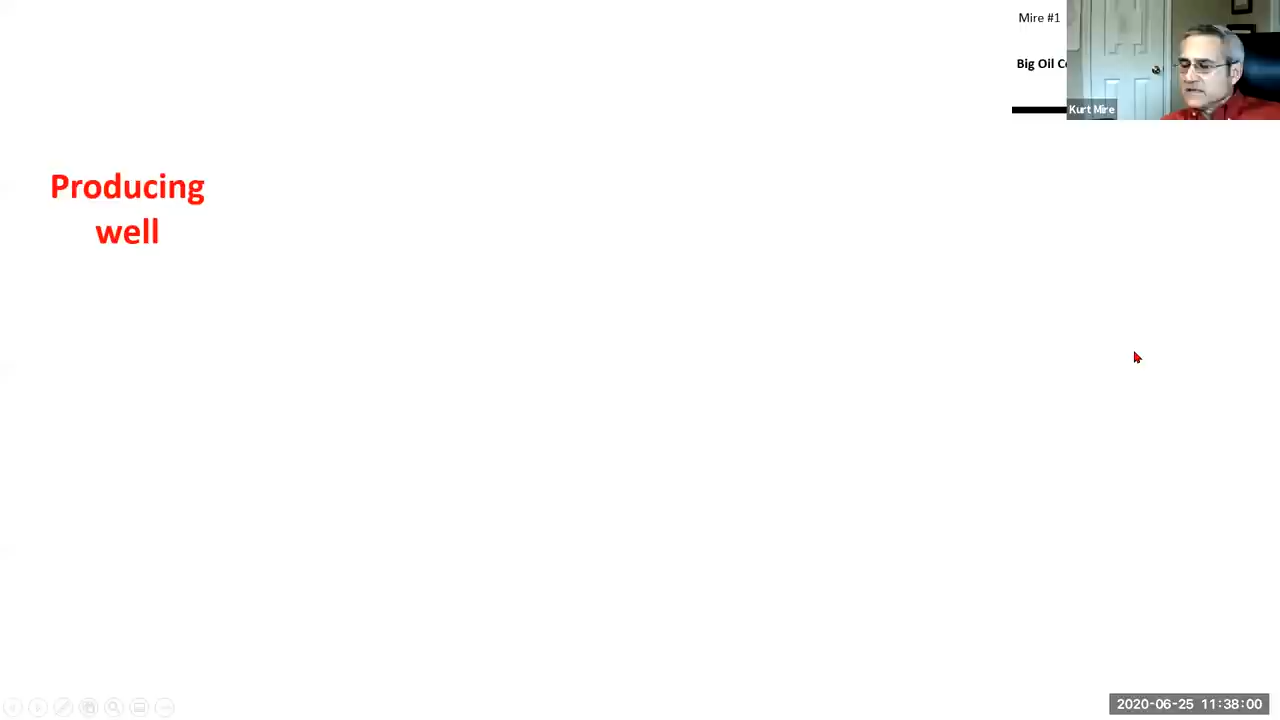 Mire #1
Big Oil
Kurt Mire
Producing
well
2020-06-25 11:38:00